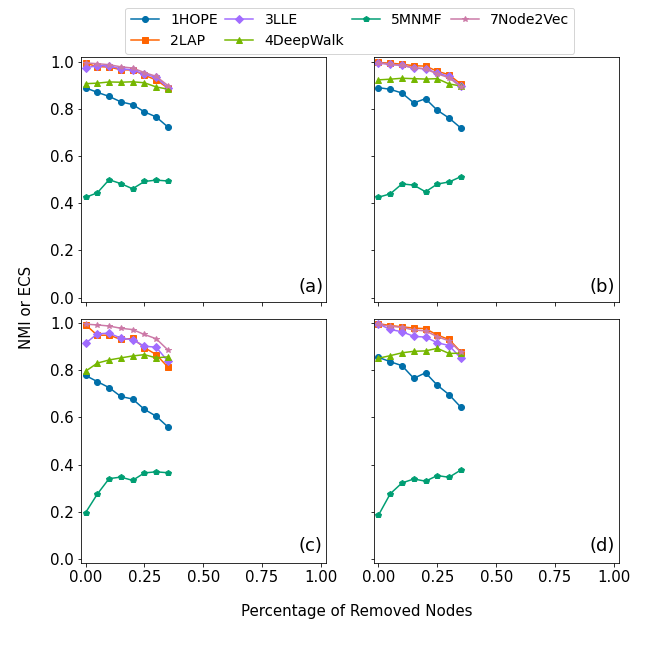 1HOPE 3LLE 5MNMF 7Node2Vec
2LAP 4DeepWalk
1.0
0.8
0.6
0.4
0.2
0.0
(a) (b)
NMI or ECS
1.0
0.8
0.6
0.4
0.2
0.0
(c) (d)
0.00 0.25 0.50 0.75 1.00 0.00 0.25 0.50 0.75 1.00
Percentage of Removed Nodes